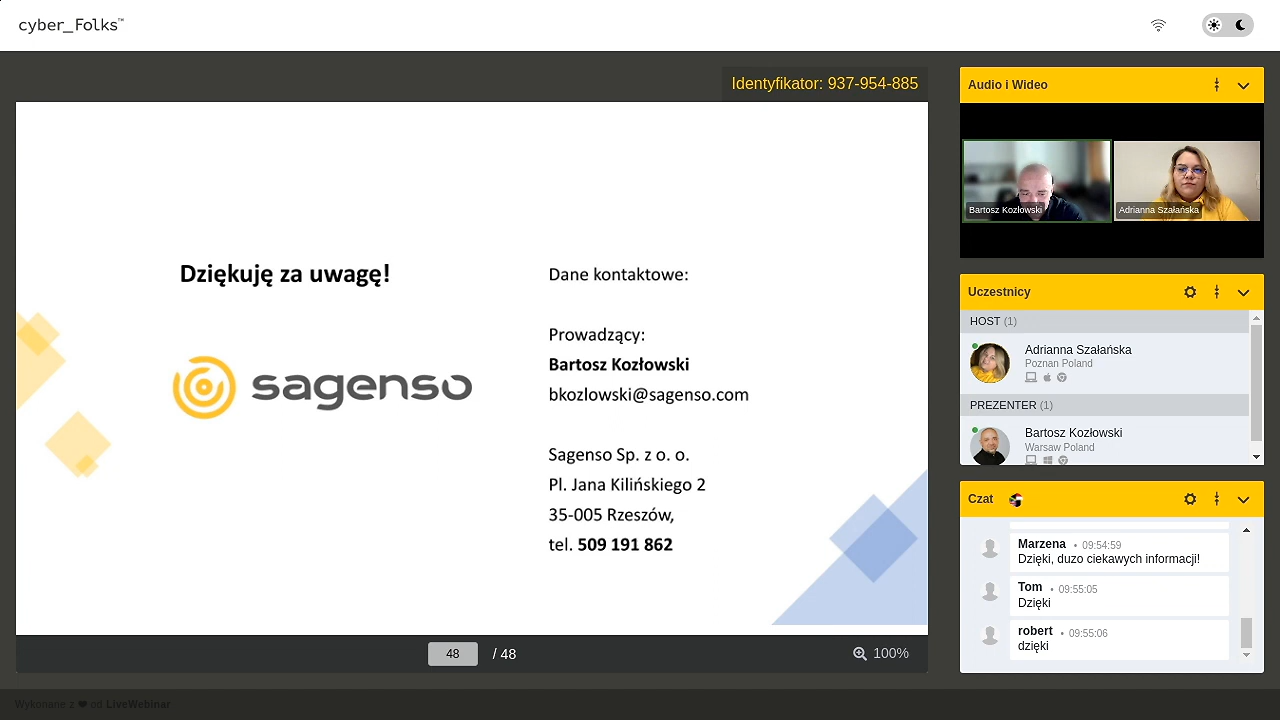 cyber_Folks™
Identyfikator: 937-954-885
Dziękuję za uwagę!
sagenso
Dane kontaktowe:
Prowadzący:
Bartosz Kozłowski
bkozlowski@sagenso.com
Sagenso Sp. z o. o.
Pl. Jana Kilińskiego 2
35-005 Rzeszów,
tel. 509 191 862
48 / 48
100%
Audio i Wideo
Bartosz Kozłowski
Adrianna Szałańska
Uczestnicy
HOST (1)
Adrianna Szałańska
Poznan Poland
PREZENTER (1)
Bartosz Kozłowski
Warsaw Poland
Czat
Marzena • 09:54:59
Dzięki, duzo ciekawych informacji!
Tom • 09:55:05
Dzięki
robert • 09:55:06
dzięki
Wykonane z ❤ od LiveWebinar